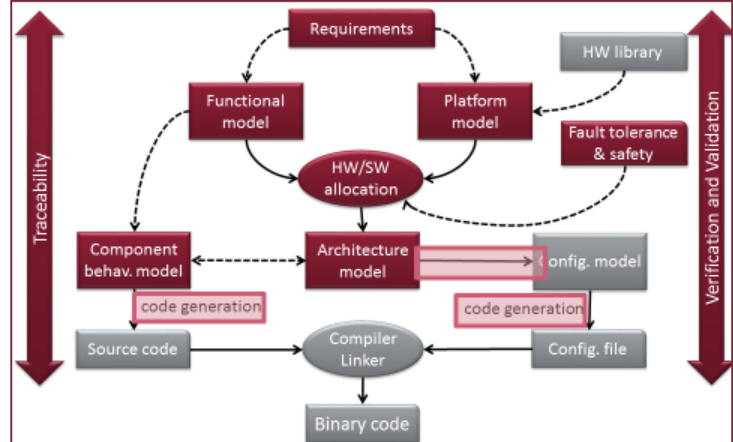 Requirements
HW library
Functional
model
Platform
model
Fault tolerance
& safety
HW/SW
allocation
Traceability
Verification and Validation
Component
behav. model
Architecture
model
Config. model
code generation
code generation
Source code
Compiler
Linker
Config. file
Binary code